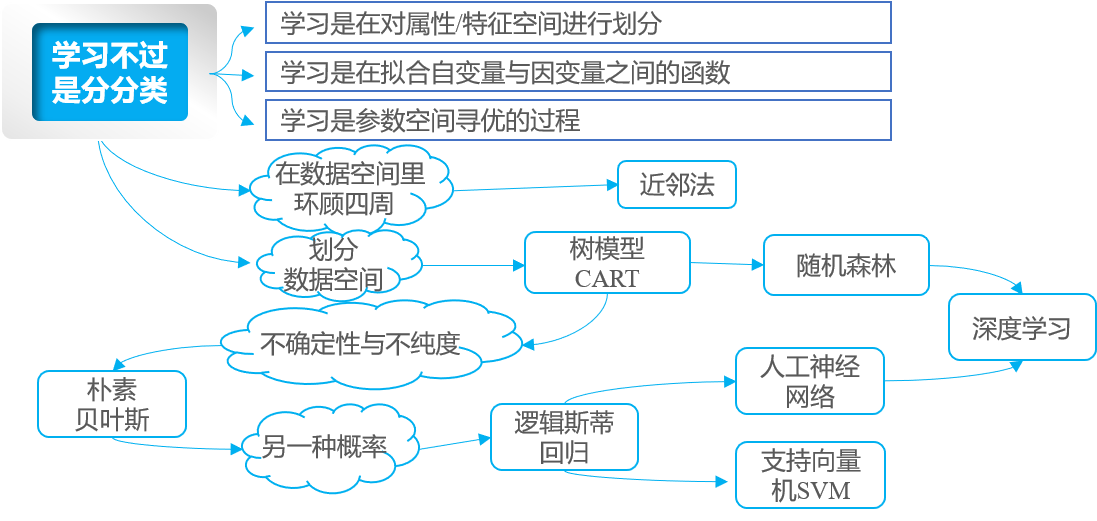 学习不过
是分分类
学习是在对属性/特征空间进行划分
学习是在拟合自变量与因变量之间的函数
学习是参数空间寻优的过程
在数据空间里
环顾四周
近邻法
划分
数据空间
树模型
CART
随机森林
深度学习
不确定性与不纯度
人工神经
网络
朴素
贝叶斯
另一种概率
逻辑斯蒂
回归
支持向量
机SVM